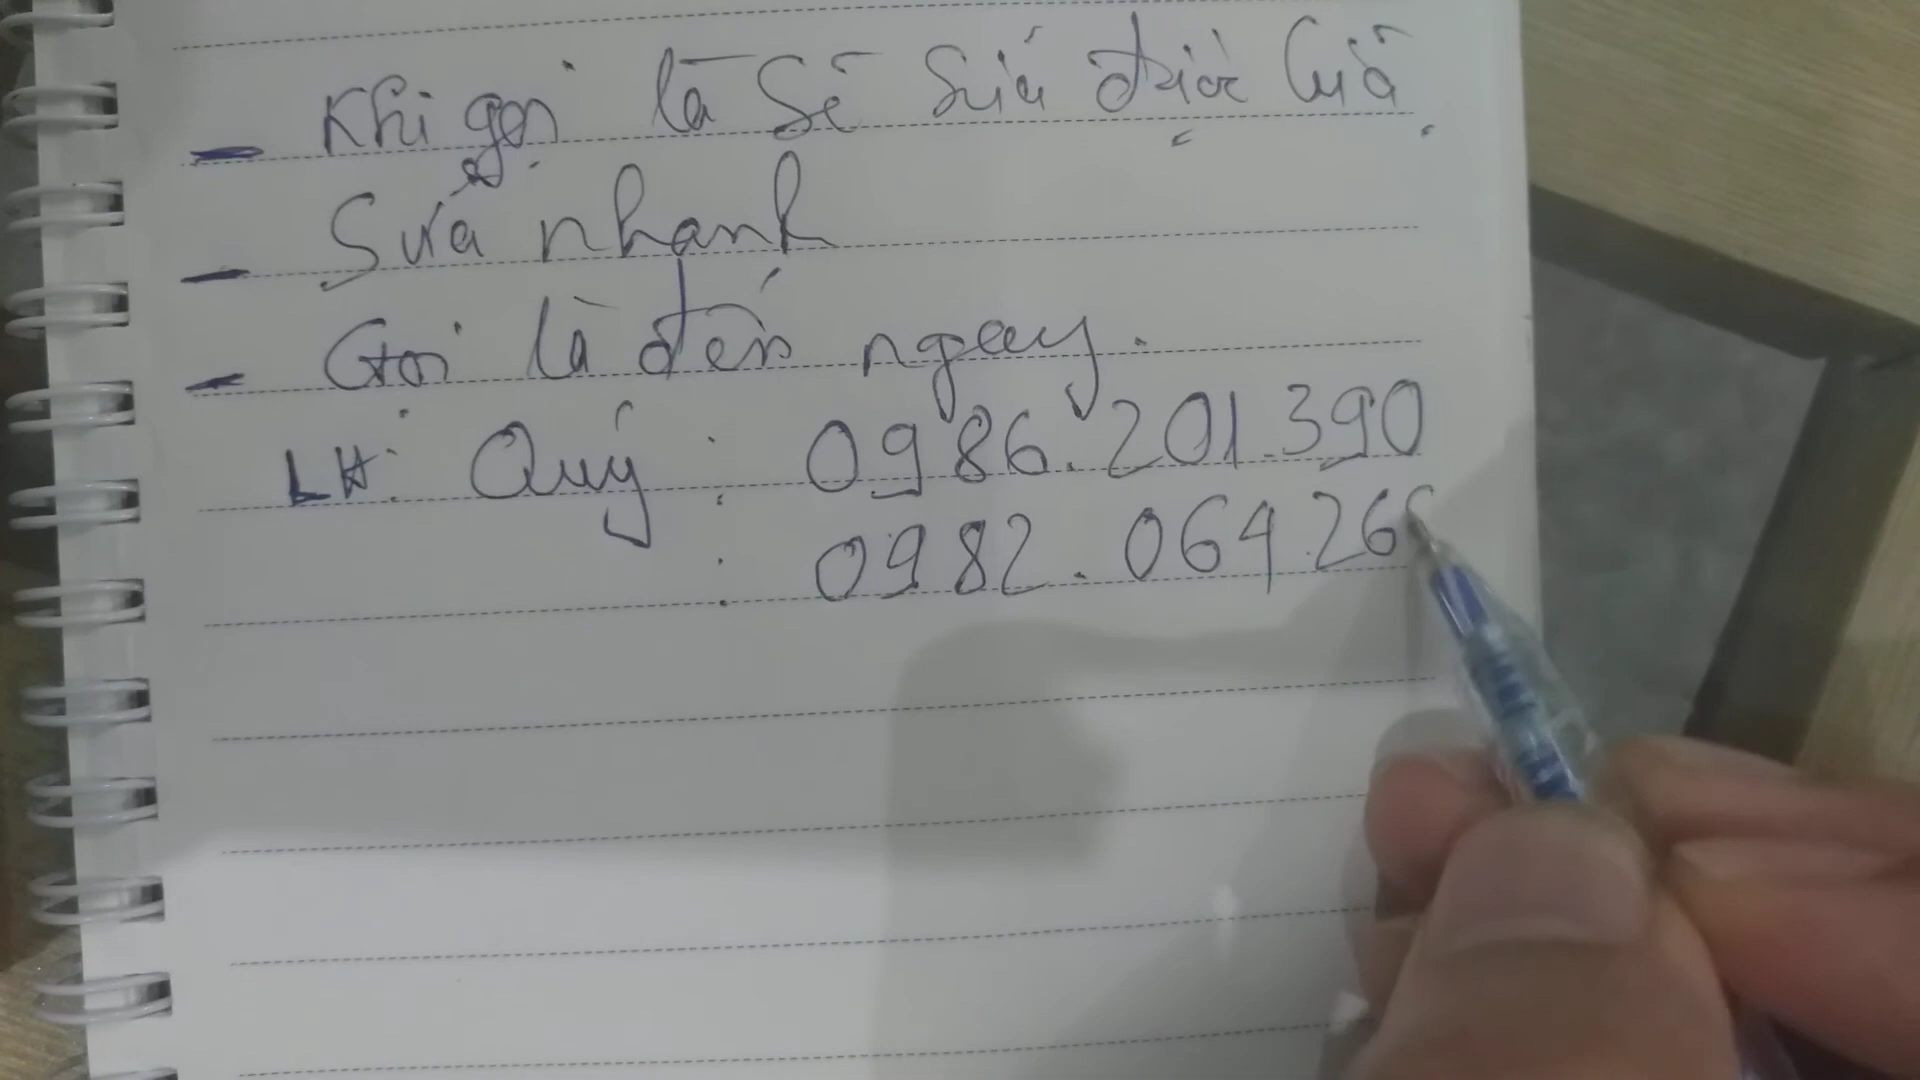 - Khi gọi là sẽ sửa được cửa
- Sửa nhanh
- Gọi là đến ngay.
LH: Quý : 0986.201.390
: 0982.064.26